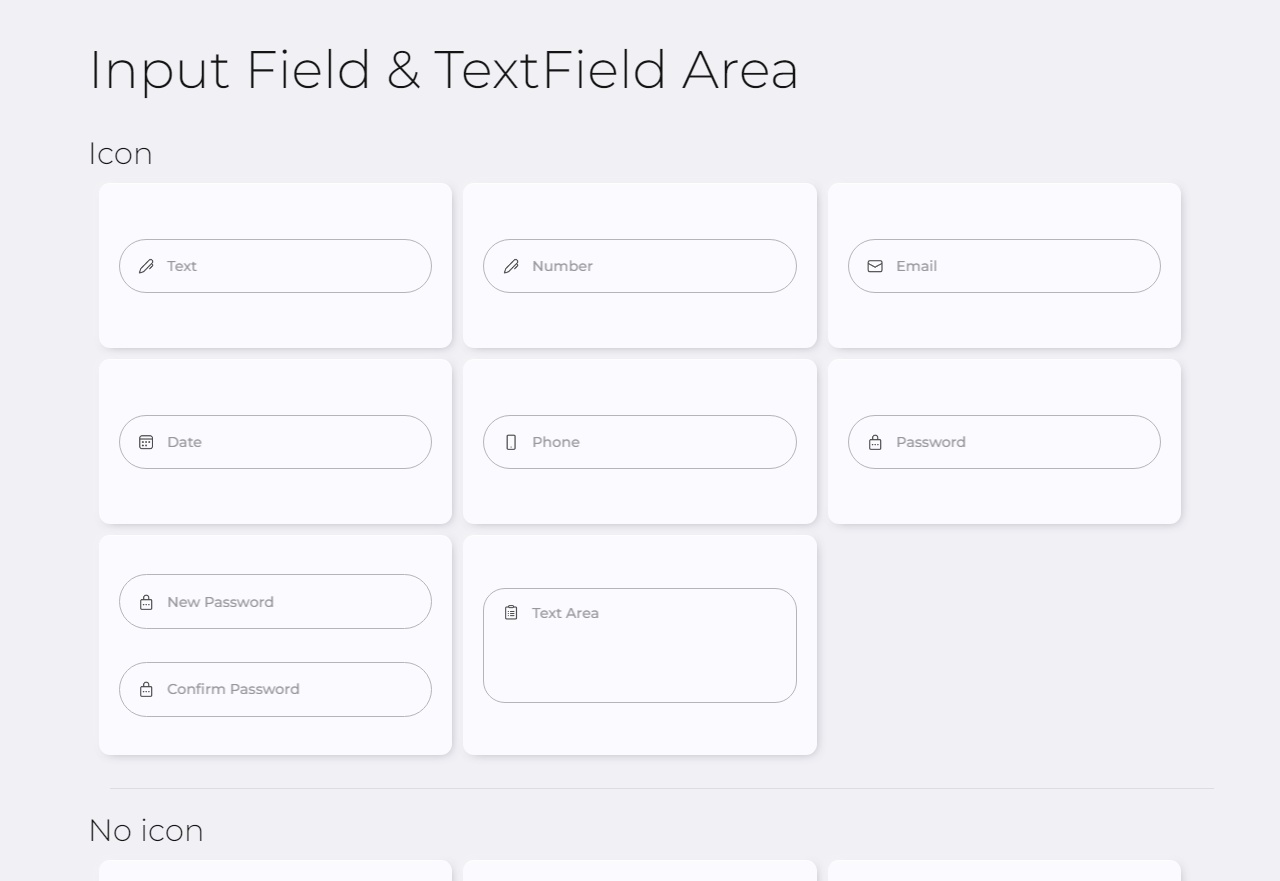 Input Field & TextField Area
Icon
Text
Number
Email
Date
Phone
Password
New Password
Confirm Password
Text Area
No icon